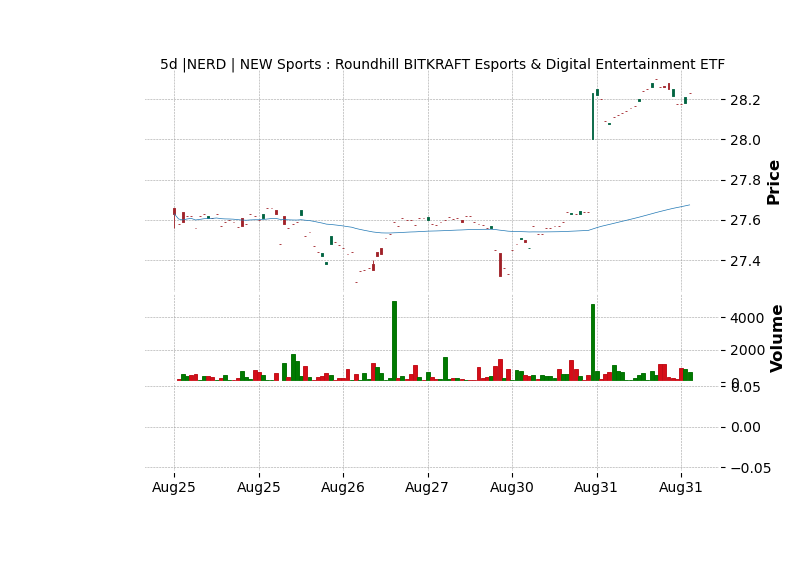 5d |NERD | NEW Sports : Roundhill BITKRAFT Esports & Digital Entertainment ETF
28.2
28.0
27.8
27.6
27.4
Price
4000
2000
0
Volume
0.05
0.00
−0.05
Aug25 Aug25 Aug26 Aug27 Aug30 Aug31 Aug31